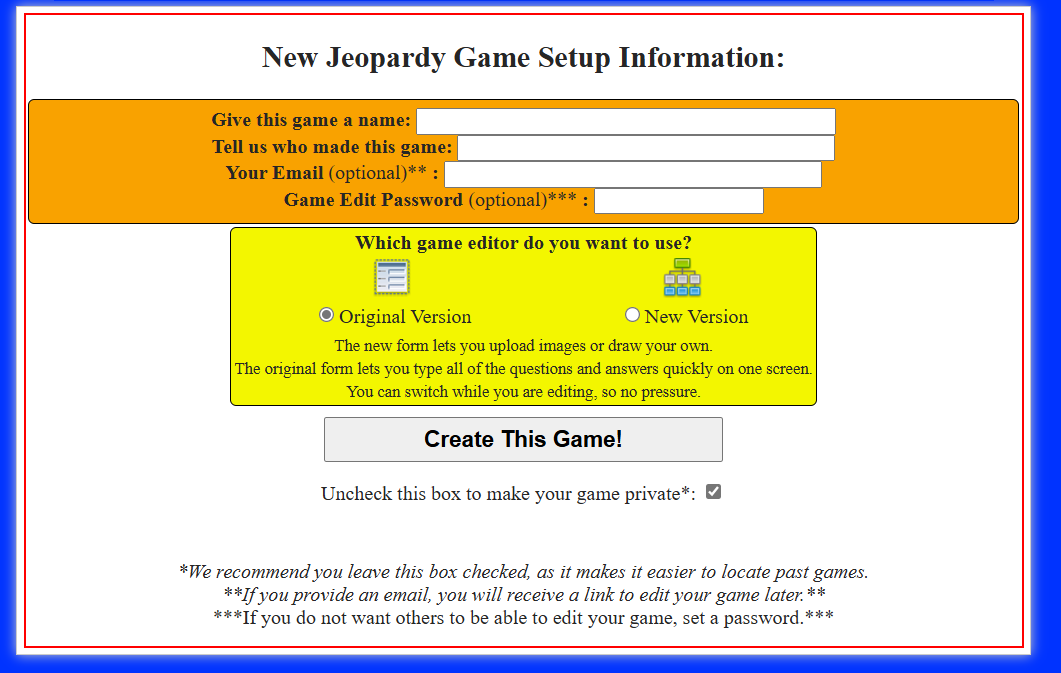 New Jeopardy Game Setup Information:
Give this game a name:
Tell us who made this game:
Your Email (optional)** :
Game Edit Password (optional)*** :
Which game editor do you want to use?
Original Version New Version
The new form lets you upload images or draw your own.
The original form lets you type all of the questions and answers quickly on one screen.
You can switch while you are editing, so no pressure.
Create This Game!
Uncheck this box to make your game private*:
*We recommend you leave this box checked, as it makes it easier to locate past games.
**If you provide an email, you will receive a link to edit your game later.**
***If you do not want others to be able to edit your game, set a password.***